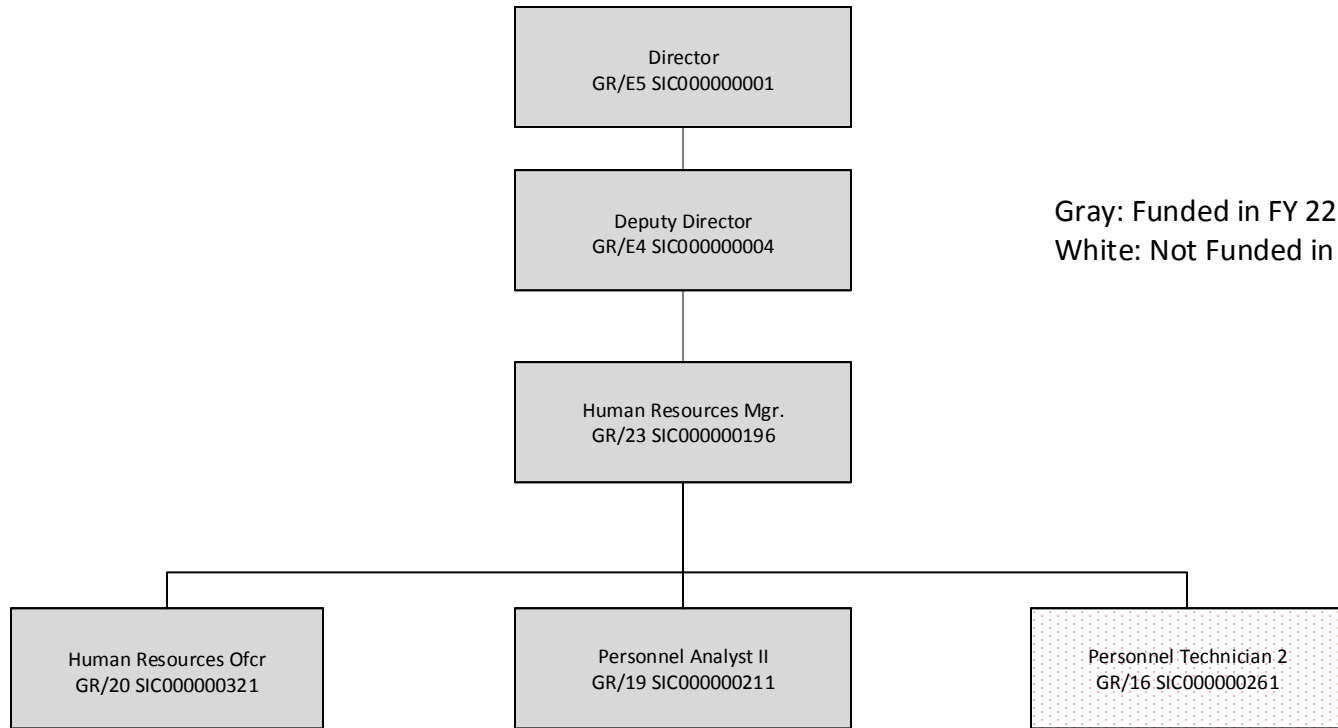 Director
GR/E5 SIC000000001
Deputy Director
GR/E4 SIC000000004
Gray: Funded in FY 22
White: Not Funded in
Human Resources Mgr.
GR/23 SIC000000196
Human Resources Ofcr
GR/20 SIC000000321
Personnel Analyst II
GR/19 SIC000000211
Personnel Technician 2
GR/16 SIC000000261